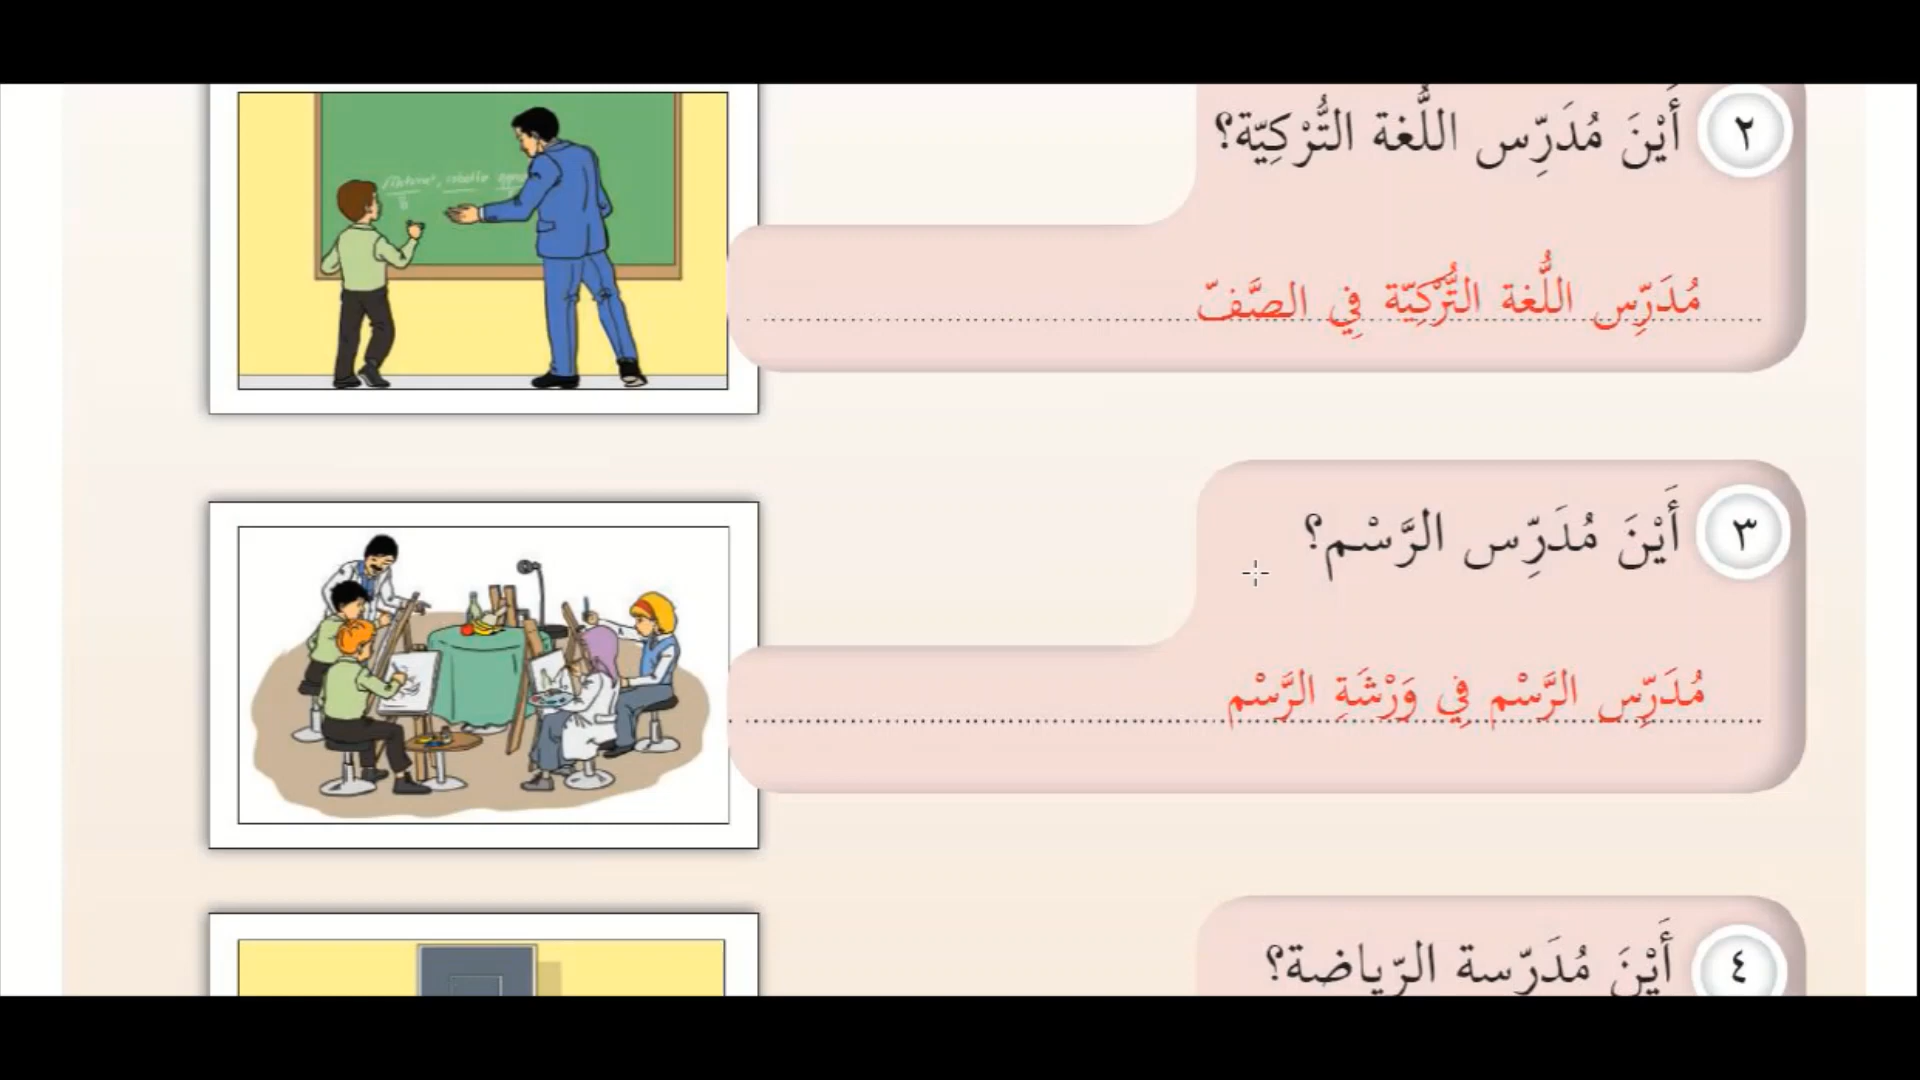 ٢ أَيْنَ مُدَرِّس اللُّغة التُّرْكِيّة؟
مُدَرِّس اللُّغة التُّرْكِيّة فِي الصَّفّ
٣ أَيْنَ مُدَرِّس الرَّسْم؟
مُدَرِّس الرَّسْم فِي وَرْشَةِ الرَّسْم
٤ أَيْنَ مُدَرِّسة الرّياضة؟